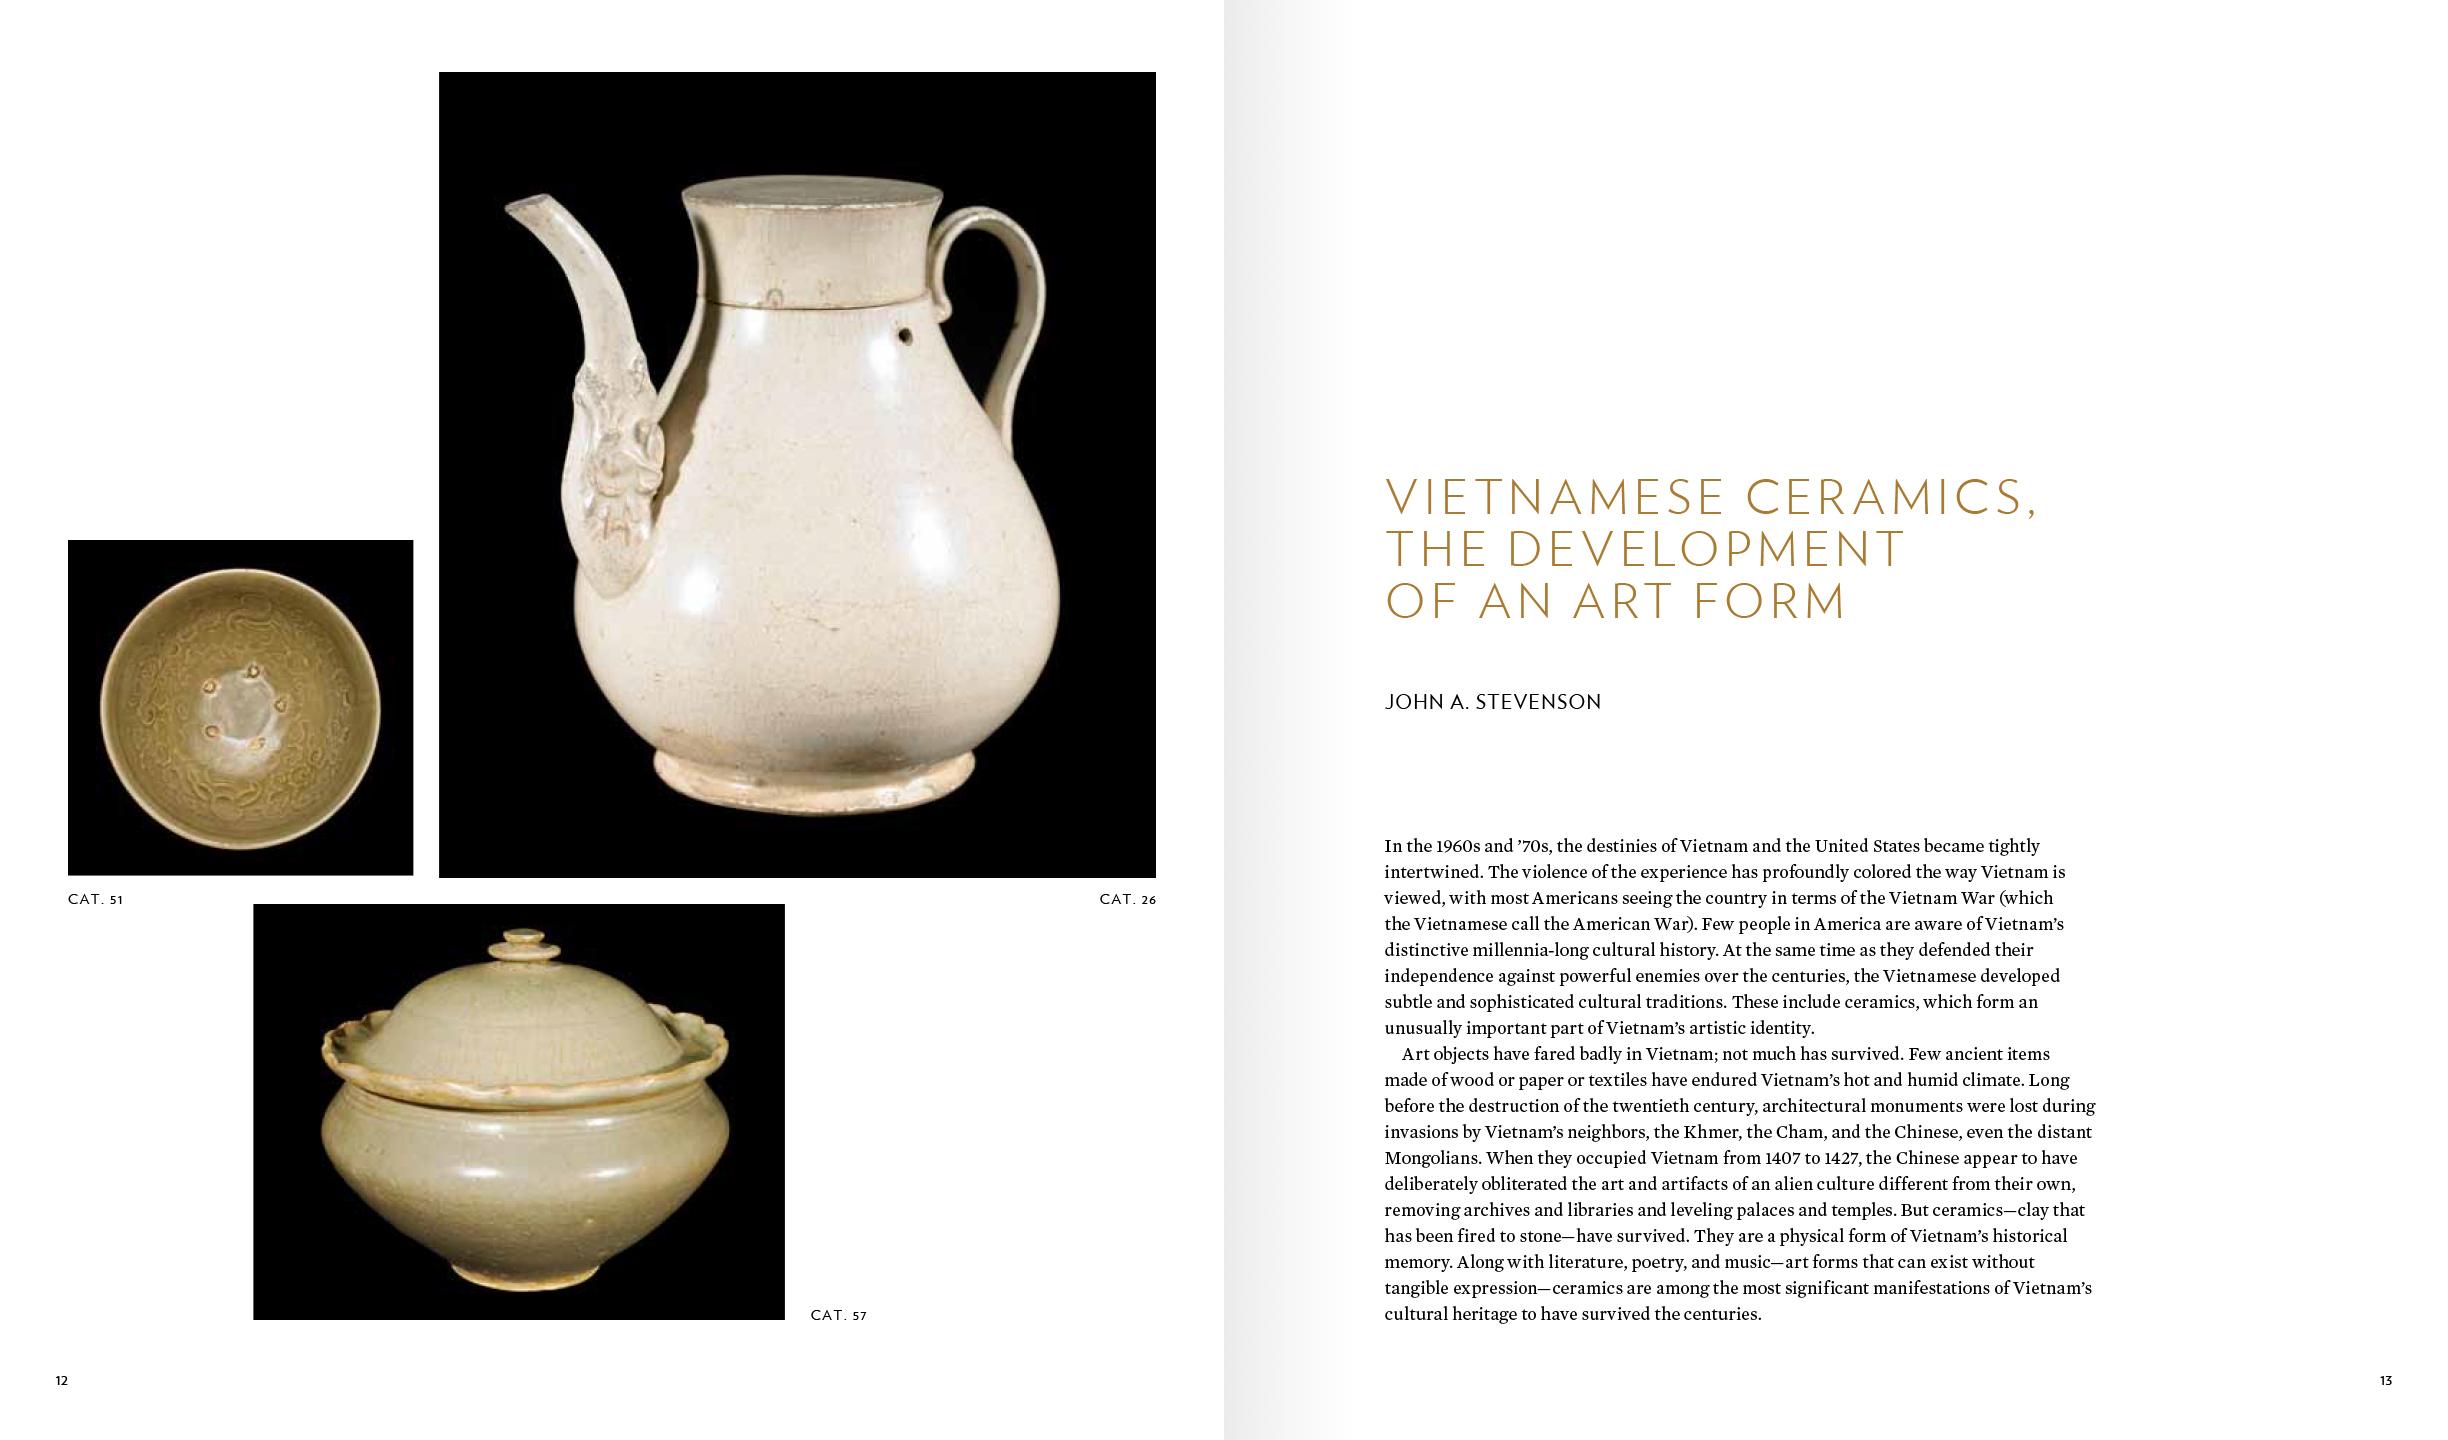 CAT. 51
CAT. 26
CAT. 57
12
VIETNAMESE CERAMICS,
THE DEVELOPMENT
OF AN ART FORM
JOHN A. STEVENSON
In the 1960s and ’70s, the destinies of Vietnam and the United States became tightly
intertwined. The violence of the experience has profoundly colored the way Vietnam is
viewed, with most Americans seeing the country in terms of the Vietnam War (which
the Vietnamese call the American War). Few people in America are aware of Vietnam’s
distinctive millennia-long cultural history. At the same time as they defended their
independence against powerful enemies over the centuries, the Vietnamese developed
subtle and sophisticated cultural traditions. These include ceramics, which form an
unusually important part of Vietnam’s artistic identity.
Art objects have fared badly in Vietnam; not much has survived. Few ancient items
made of wood or paper or textiles have endured Vietnam’s hot and humid climate. Long
before the destruction of the twentieth century, architectural monuments were lost during
invasions by Vietnam’s neighbors, the Khmer, the Cham, and the Chinese, even the distant
Mongolians. When they occupied Vietnam from 1407 to 1427, the Chinese appear to have
deliberately obliterated the art and artifacts of an alien culture different from their own,
removing archives and libraries and leveling palaces and temples. But ceramics—clay that
has been fired to stone—have survived. They are a physical form of Vietnam’s historical
memory. Along with literature, poetry, and music—art forms that can exist without
tangible expression—ceramics are among the most significant manifestations of Vietnam’s
cultural heritage to have survived the centuries.
13